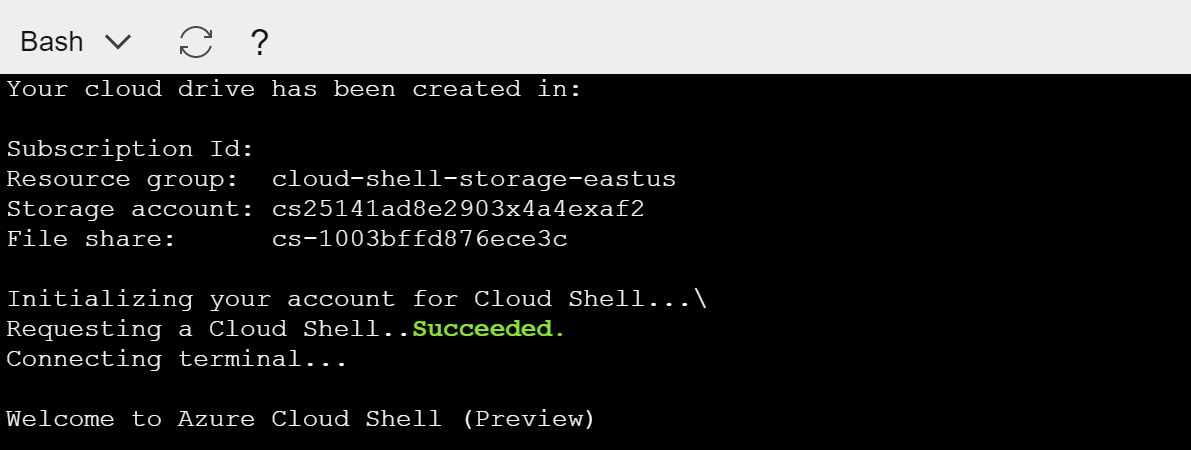 Bash ?
Your cloud drive has been created in:
Subscription Id:
Resource group: cloud-shell-storage-eastus
Storage account: cs25141ad8e2903x4a4exaf2
File share: cs-1003bffd876ece3c
Initializing your account for Cloud Shell...\
Requesting a Cloud Shell..Succeeded.
Connecting terminal...
Welcome to Azure Cloud Shell (Preview)